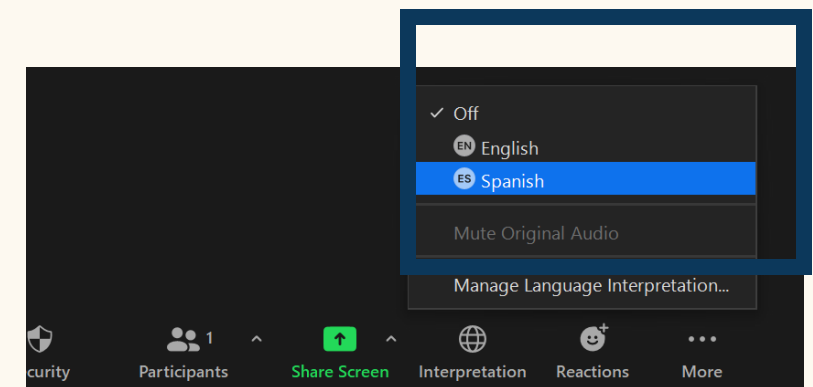 Off
EN English
ES Spanish
Mute Original Audio
Manage Language Interpretation...
1
curity Participants Share Screen Interpretation Reactions More